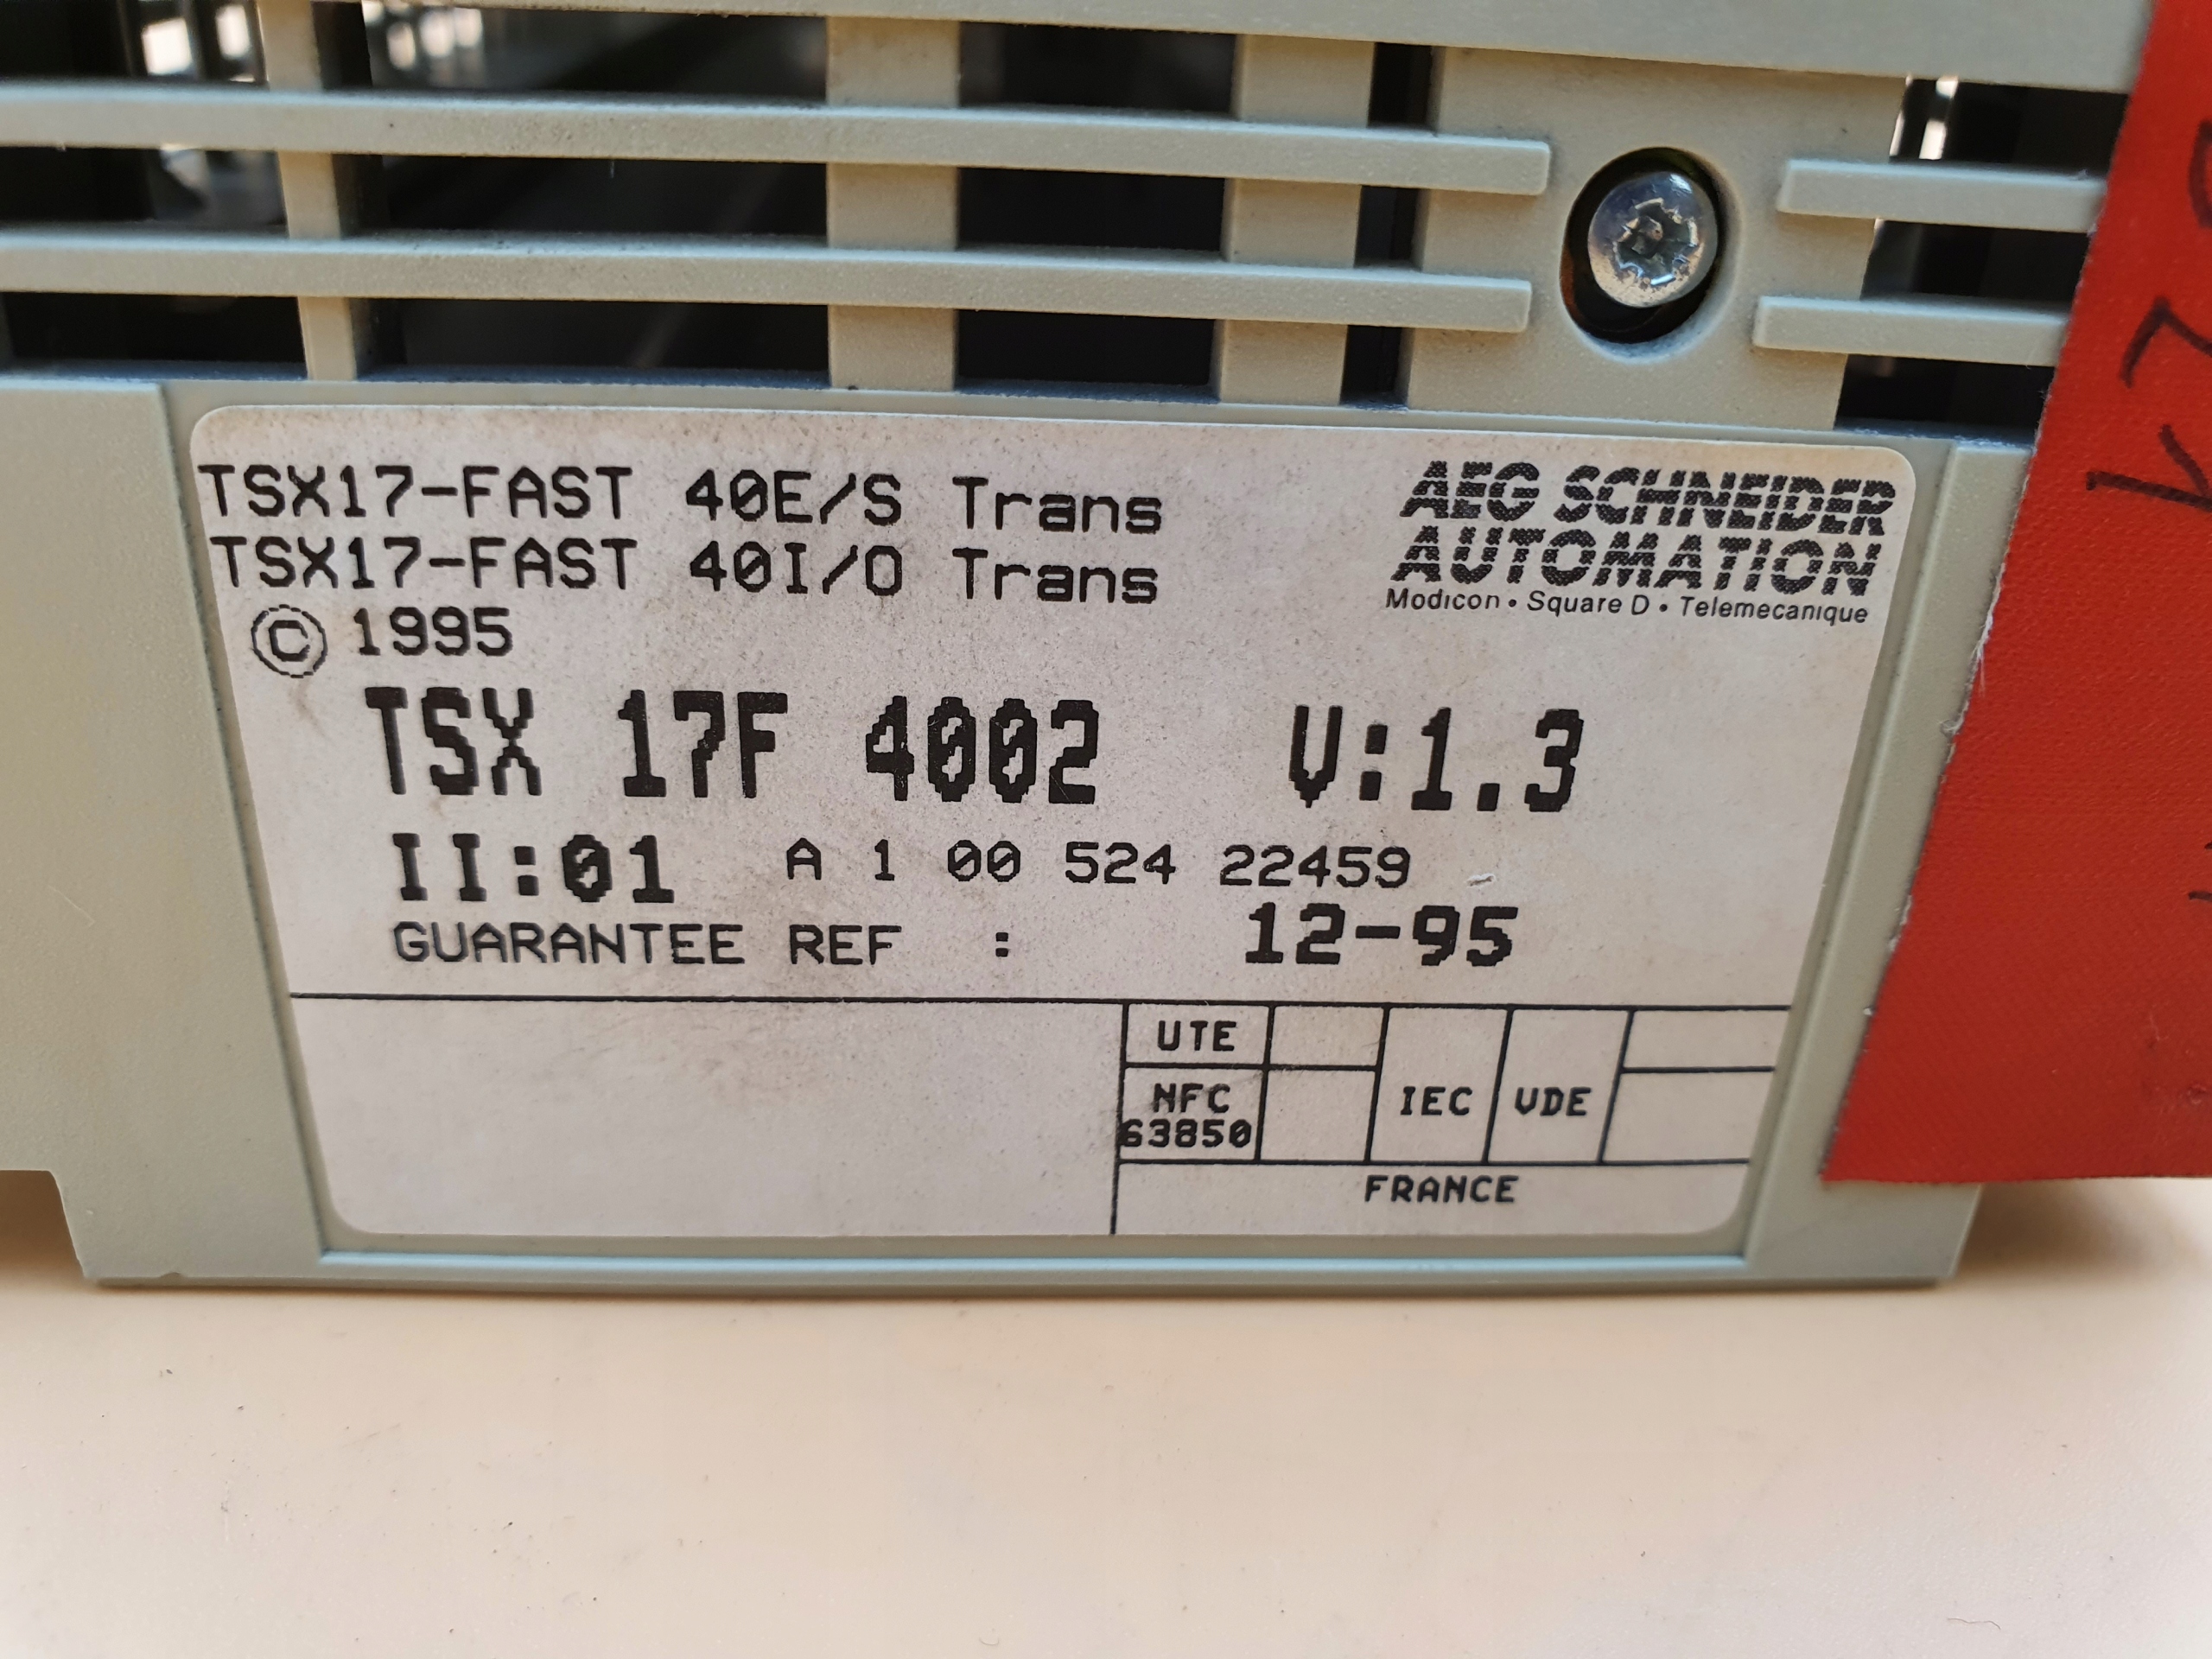 TSX17-FAST 40E/S Trans
TSX17-FAST 40I/O Trans
© 1995
AEG SCHNEIDER
AUTOMATION
Modicon • Square D • Telemecanique
TSX 17F 4002 V:1.3
II:01 A 1 00 524 22459
GUARANTEE REF : 12-95
UTE
NFC
63850
IEC
VDE
FRANCE